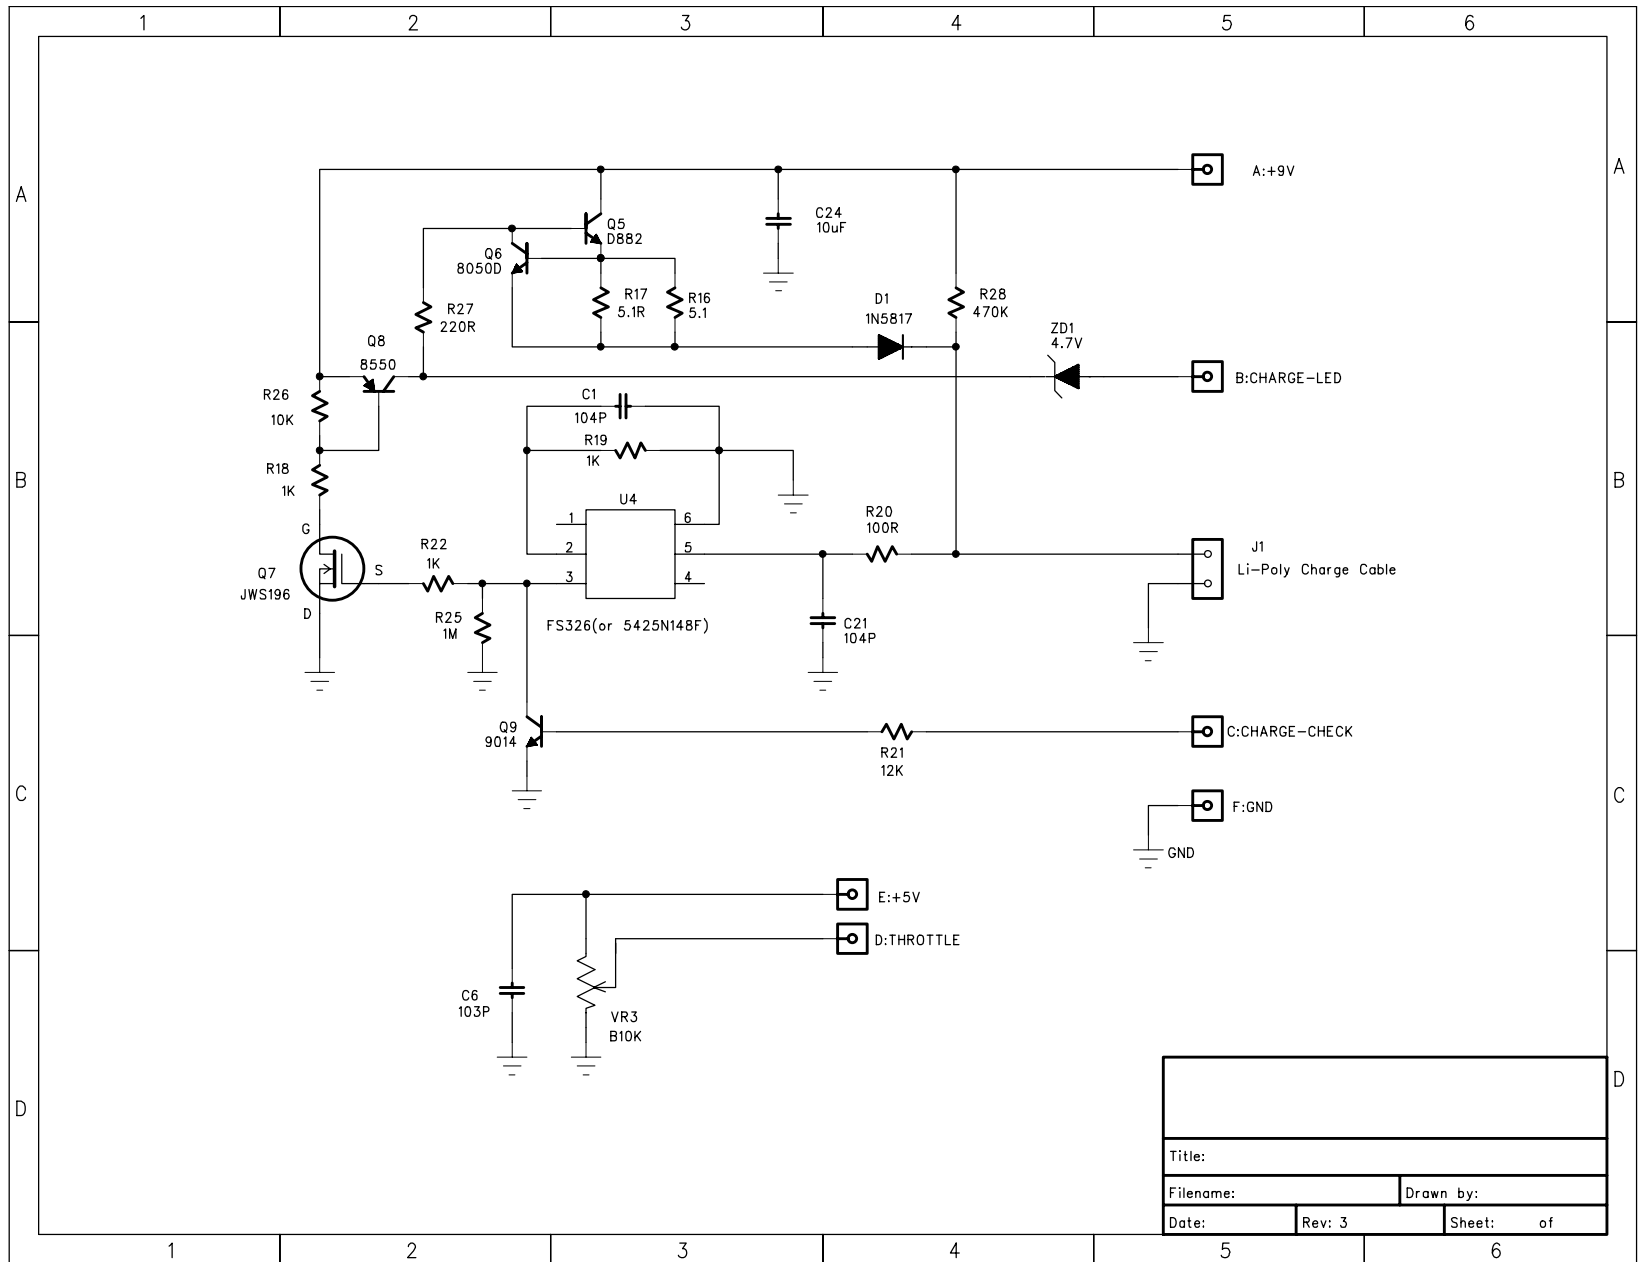 1 2 3 4 5 6
A A
A:+9V
C24
10uF
Q5
D882
Q6
8050D
R17
5.1R
R16
5.1
D1
1N5817
R28
470K
R27
220R
ZD1
4.7V
Q8
8550
B:CHARGE-LED
R26
10K
C1
104P
R19
1K
B B
R18
1K
U4
1 6
2 5
3 4
R20
100R
G
S
D
Q7
JWS196
R22
1K
J1
Li-Poly Charge Cable
R25
1M
FS326(or 5425N148F)
C21
104P
Q9
9014
R21
12K
C:CHARGE-CHECK
C C
F:GND
GND
E:+5V
D:THROTTLE
C6
103P
VR3
B10K
D D
Title:
Filename: Drawn by:
Date: Rev: 3 Sheet: of
1 2 3 4 5 6